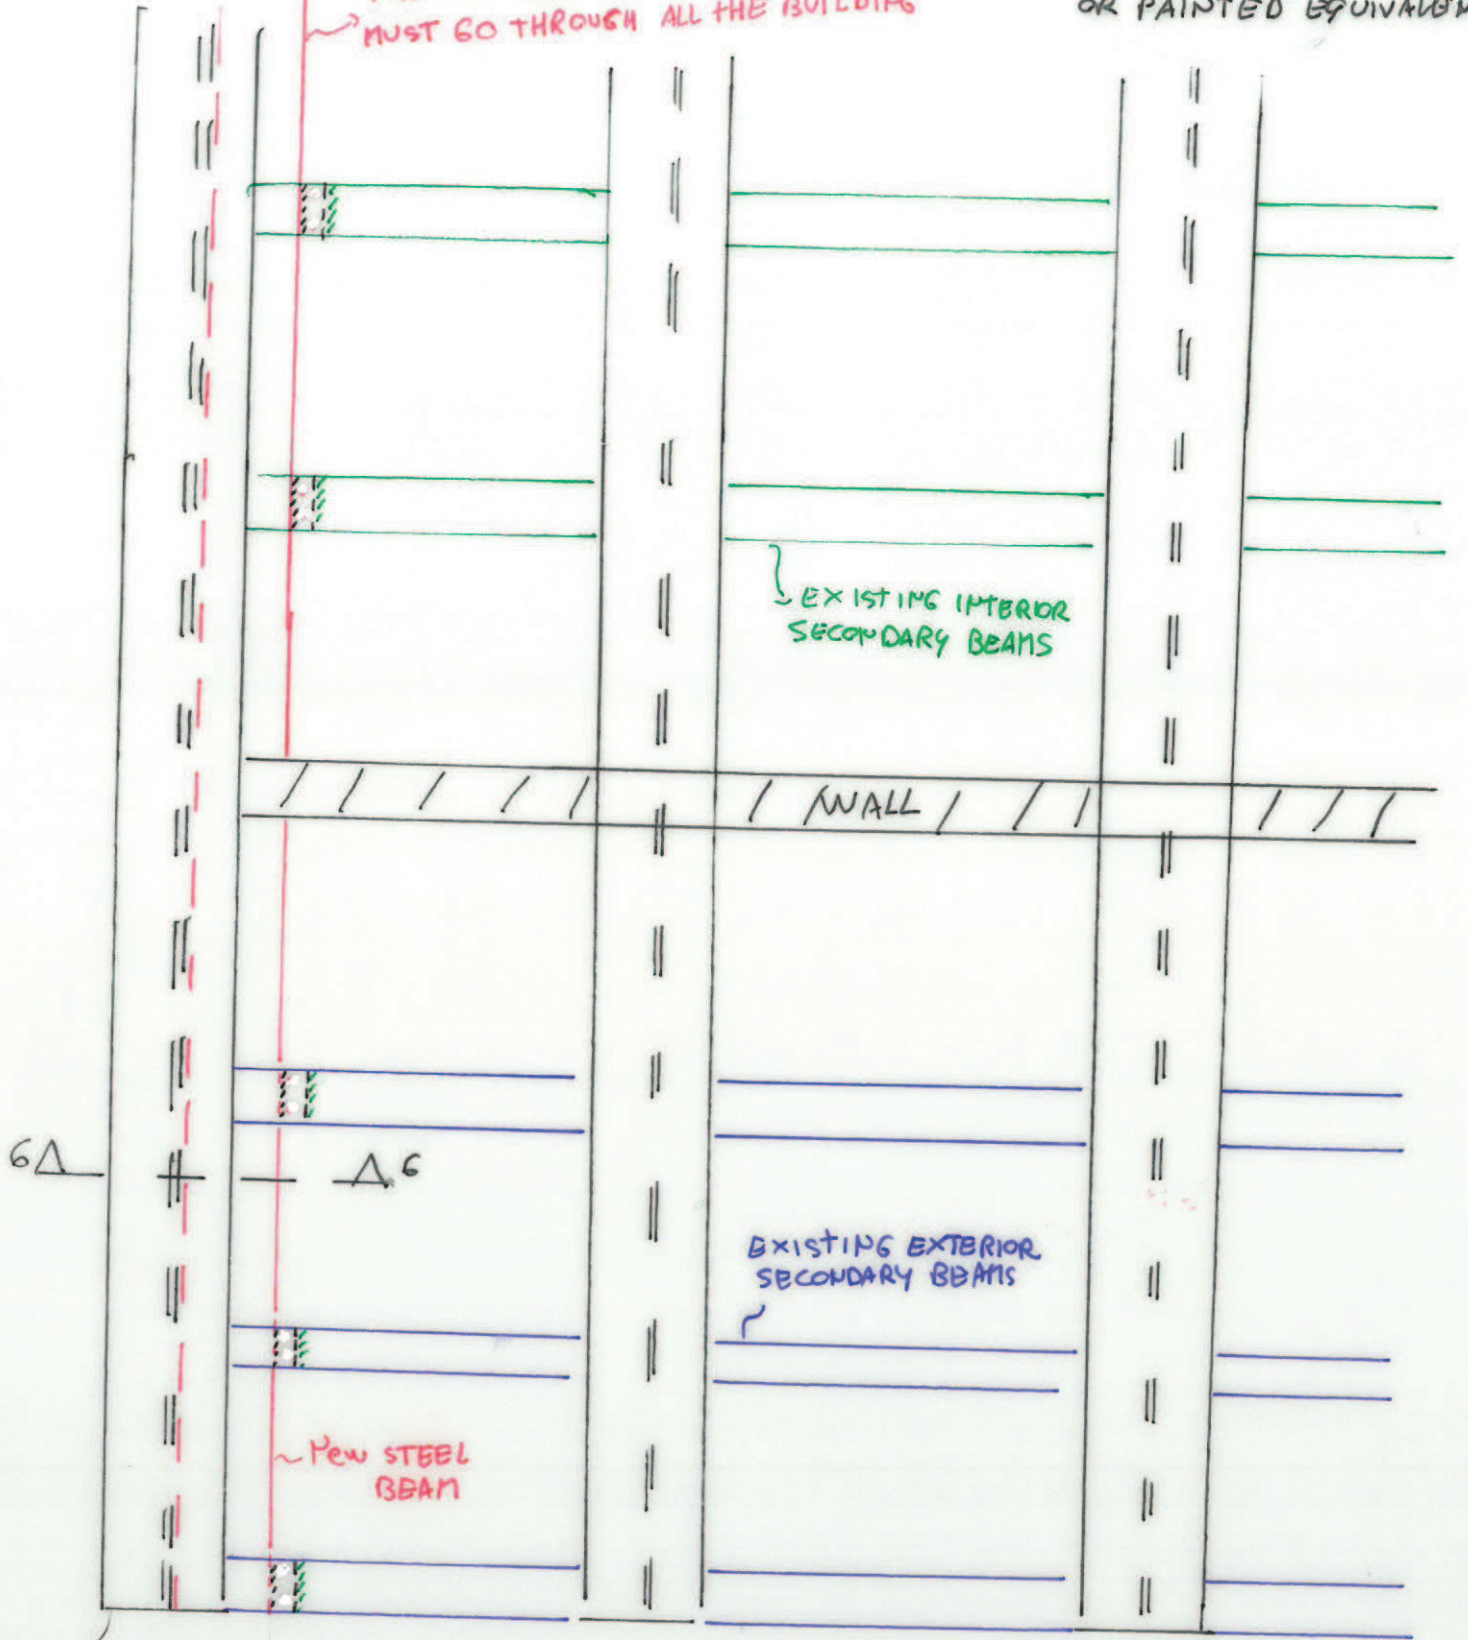 MUST GO THROUGH ALL THE BUILDING
OR PAINTED
EXISTING INTERIOR
SECONDARY BEAMS
WALL
6
6
EXISTING EXTERIOR
SECONDARY BEAMS
New STEEL
BEAM